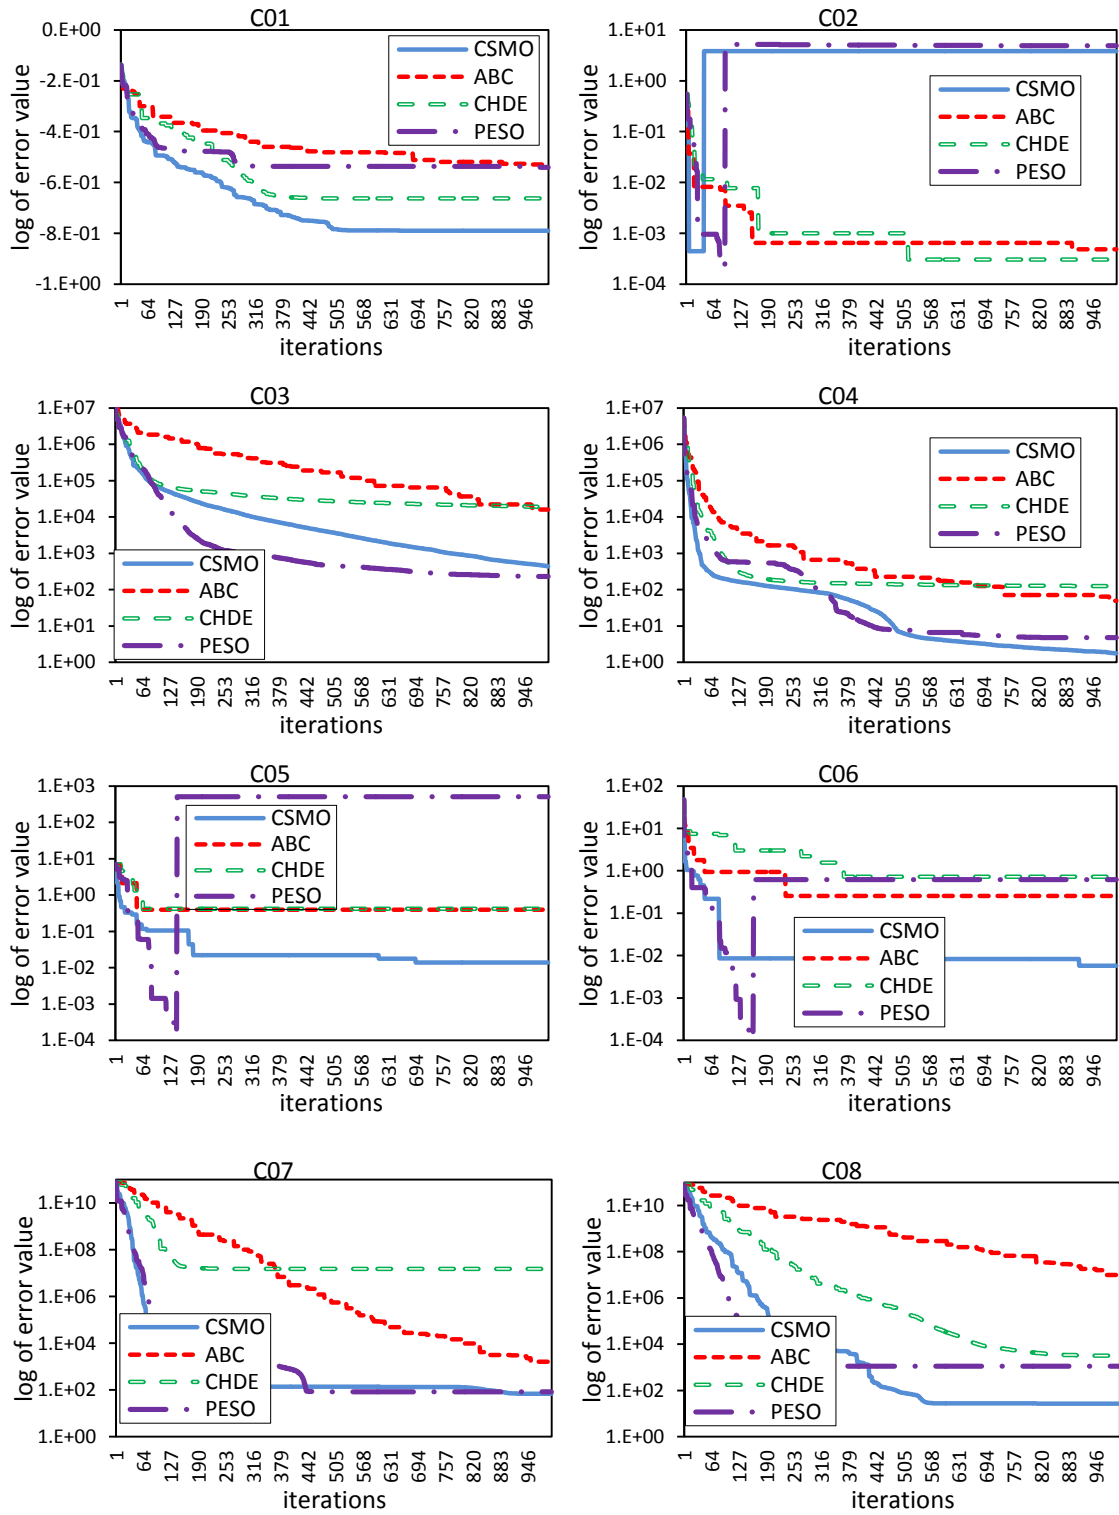 C01
0.E+00
-2.E-01
-4.E-01
-6.E-01
-8.E-01
-1.E+00
log of error value
CSMO
ABC
CHDE
PESO
1 64 127 190 253 316 379 442 505 568 631 694 757 820 883 946
iterations
C02
1.E+01
1.E+00
1.E-01
1.E-02
1.E-03
1.E-04
log of error value
CSMO
ABC
CHDE
PESO
1 64 127 190 253 316 379 442 505 568 631 694 757 820 883 946
iterations
C03
1.E+07
1.E+06
1.E+05
1.E+04
1.E+03
1.E+02
1.E+01
1.E+00
log of error value
CSMO
ABC
CHDE
PESO
1 64 127 190 253 316 379 442 505 568 631 694 757 820 883 946
iterations
C04
1.E+07
1.E+06
1.E+05
1.E+04
1.E+03
1.E+02
1.E+01
1.E+00
log of error value
CSMO
ABC
CHDE
PESO
1 64 127 190 253 316 379 442 505 568 631 694 757 820 883 946
iterations
C05
1.E+03
1.E+02
1.E+01
1.E+00
1.E-01
1.E-02
1.E-03
1.E-04
log of error value
CSMO
ABC
CHDE
PESO
1 64 127 190 253 316 379 442 505 568 631 694 757 820 883 946
iterations
C06
1.E+02
1.E+01
1.E+00
1.E-01
1.E-02
1.E-03
1.E-04
log of error value
CSMO
ABC
CHDE
PESO
1 64 127 190 253 316 379 442 505 568 631 694 757 820 883 946
iterations
C07
1.E+10
1.E+08
1.E+06
1.E+04
1.E+02
1.E+00
log of error value
CSMO
ABC
CHDE
PESO
1 64 127 190 253 316 379 442 505 568 631 694 757 820 883 946
iterations
C08
1.E+10
1.E+08
1.E+06
1.E+04
1.E+02
1.E+00
log of error value
CSMO
ABC
CHDE
PESO
1 64 127 190 253 316 379 442 505 568 631 694 757 820 883 946
iterations